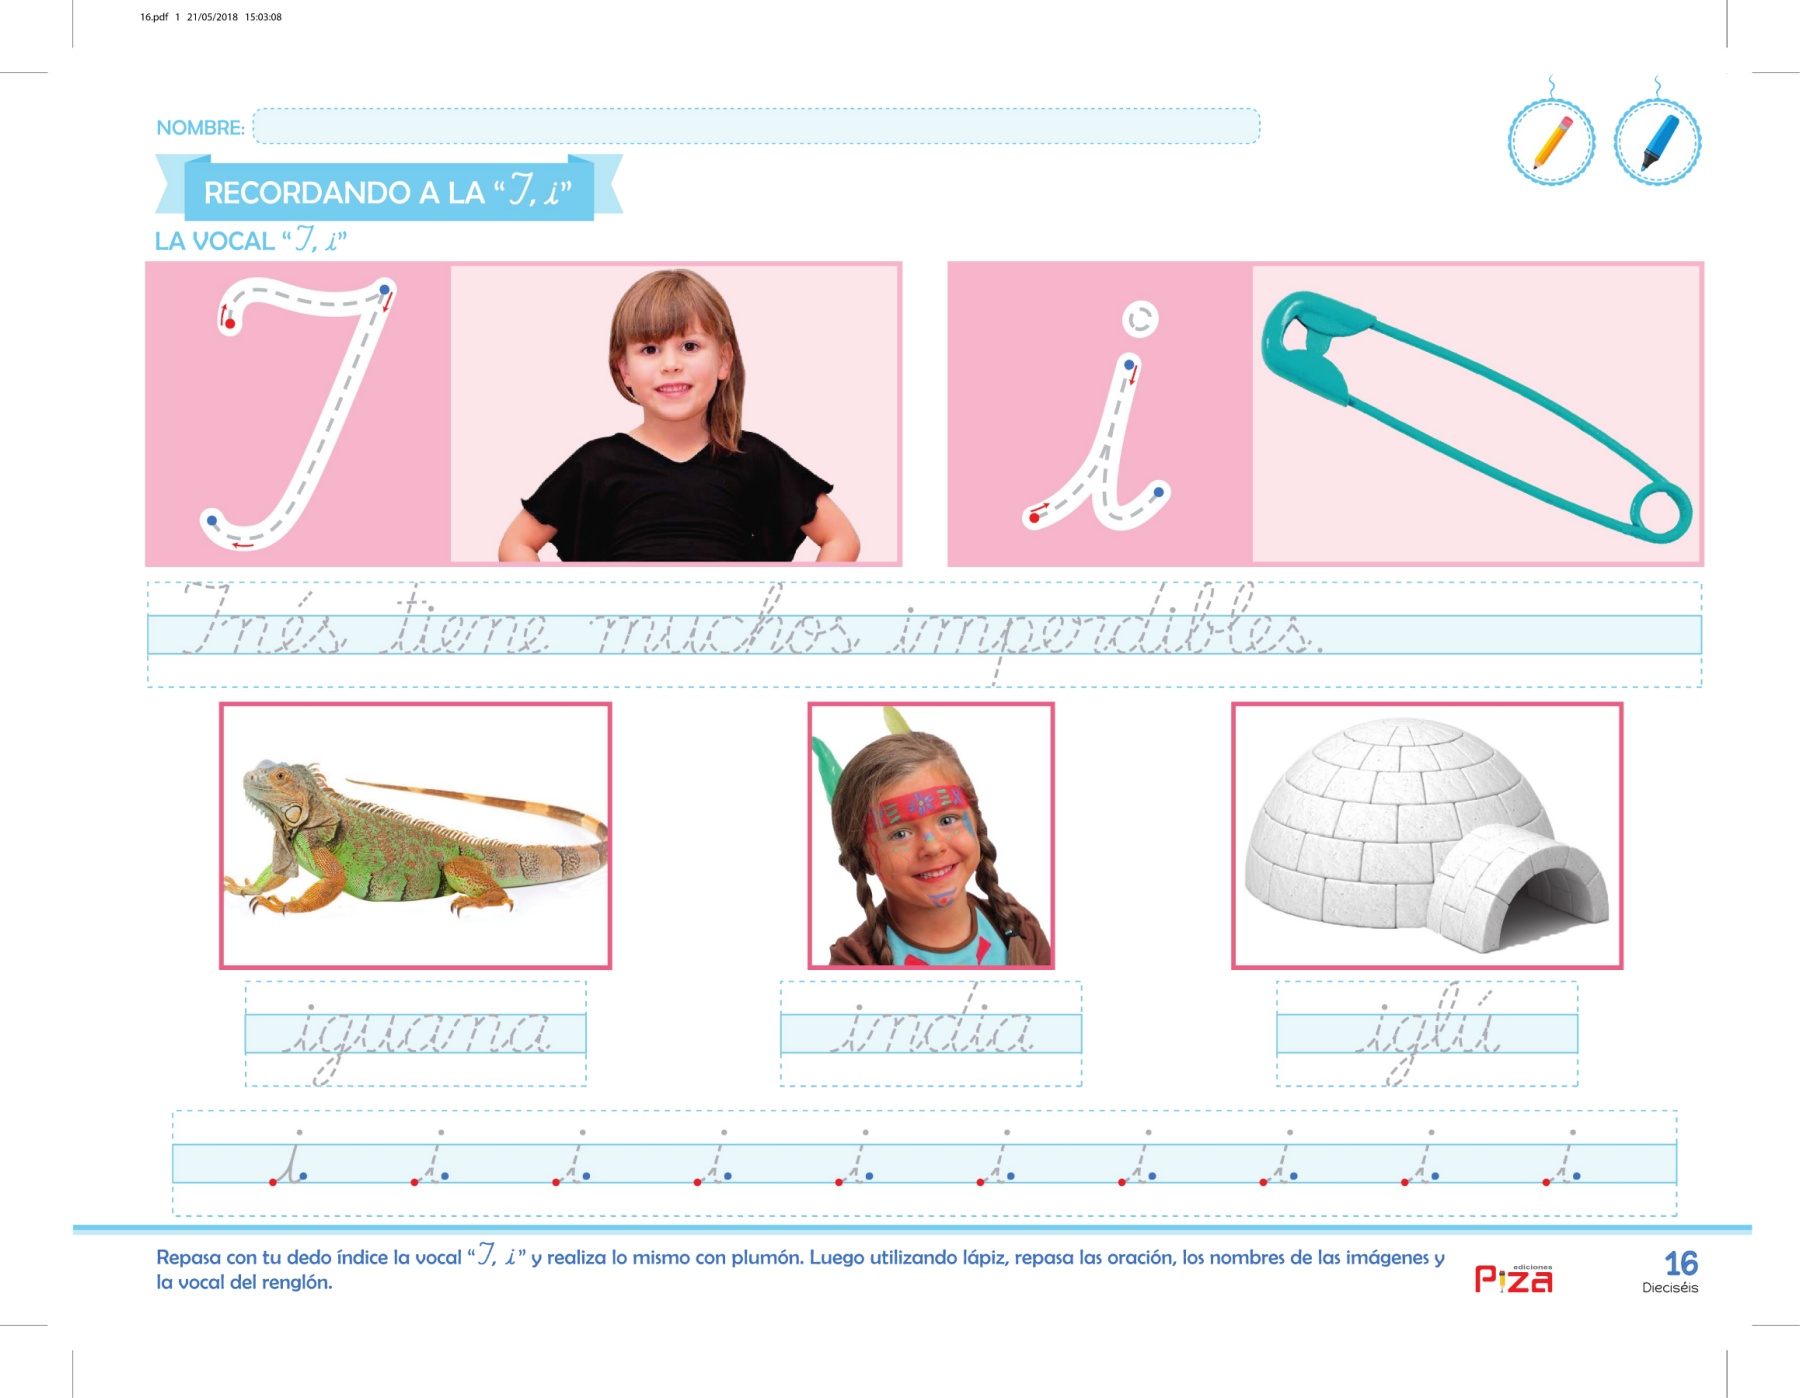 16.pdf 1 21/05/2018 15:03:08
NOMBRE:
RECORDANDO A LA “I, i”
LA VOCAL “I, i”
I
i
Inés tiene muchos imperdibles.
iguana
india
iglú
i i i i i i i i i i
Repasa con tu dedo índice la vocal “I, i” y realiza lo mismo con plumón. Luego utilizando lápiz, repasa las oración, los nombres de las imágenes y
la vocal del renglón.
ediciones
Piza
16
Dieciséis